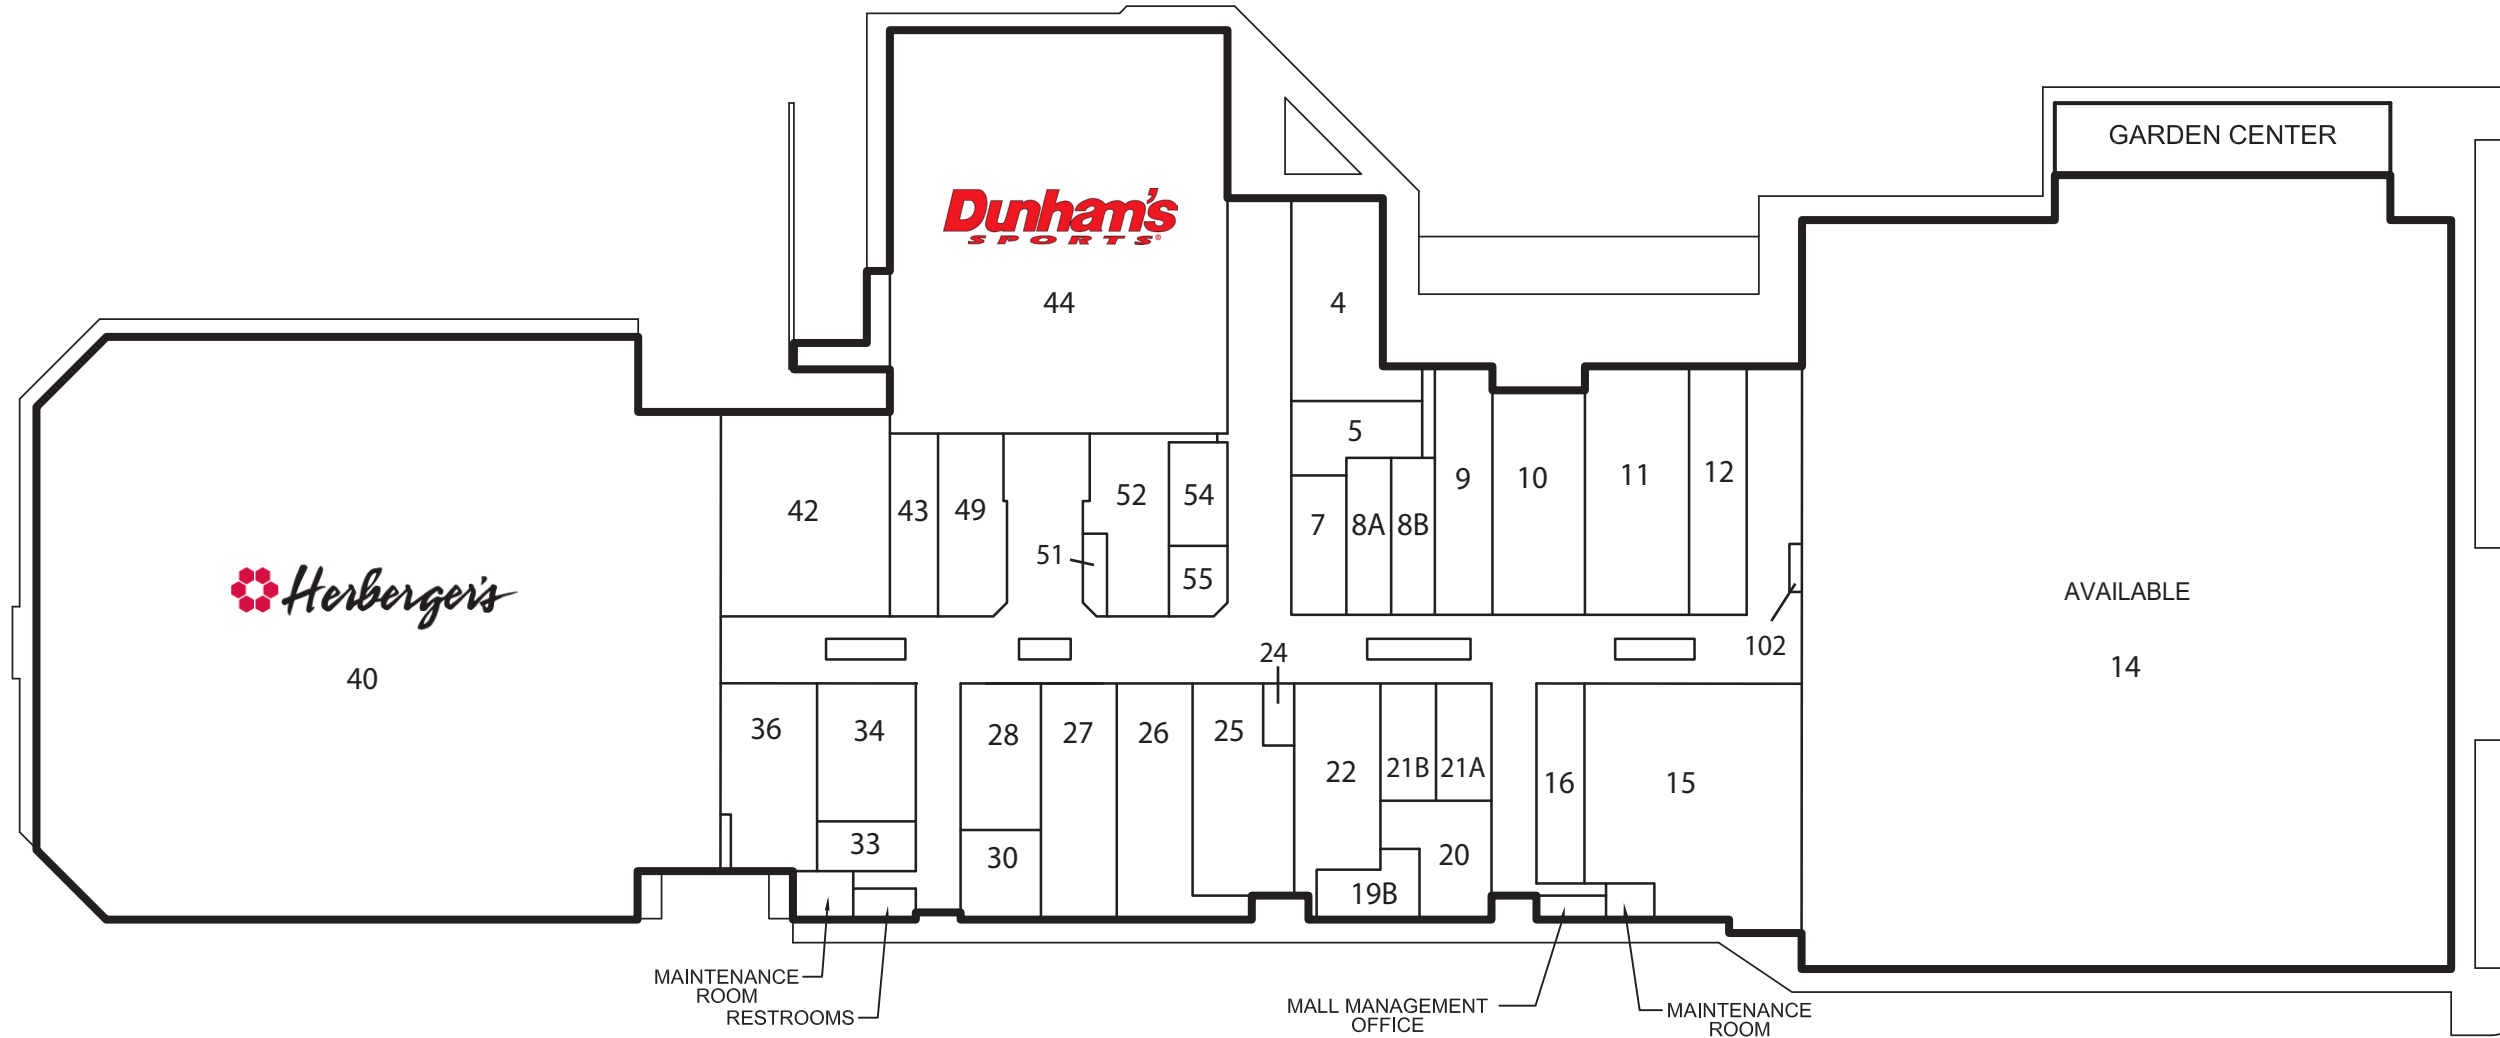 GARDEN CENTER
Dunham's
SPORTS®
44
4
5
42
43
49
52
54
51
55
7
8A
8B
9
10
11
12
102
AVAILABLE
14
Herberger's
40
24
36
34
33
28
30
27
26
25
22
21B
21A
20
19B
16
15
MAINTENANCE
ROOM
RESTROOMS
MALL MANAGEMENT
OFFICE
MAINTENANCE
ROOM